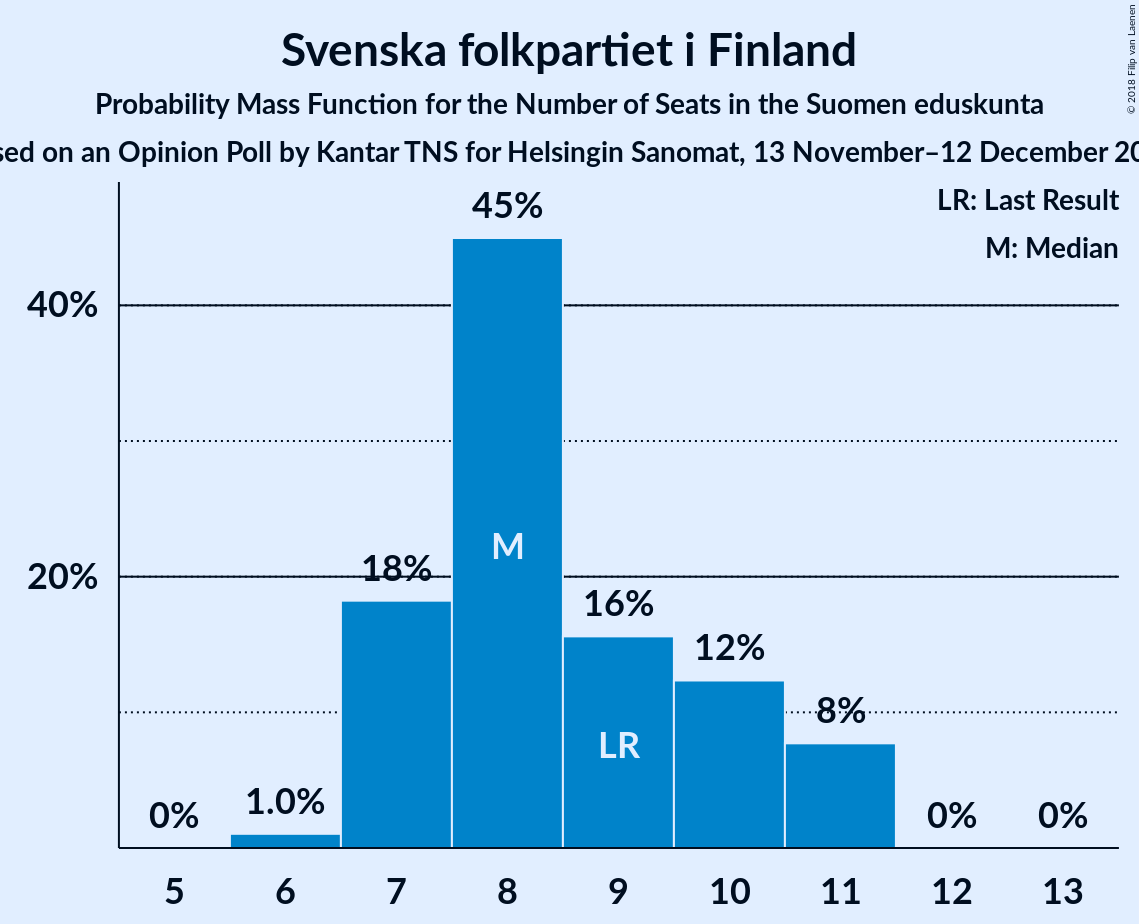 Svenska folkpartiet i Finland
Probability Mass Function for the Number of Seats in the Suomen eduskunta
on an Opinion Poll by Kantar TNS for Helsingin Sanomat, 13 November–12 December
© 2018 Filip van Laenen
LR: Last Result
M: Median
45%
40%
M
18%
20%
16%
12%
LR
8%
0%
1.0%
0%
0%
5 6 7 8 9 10 11 12 13